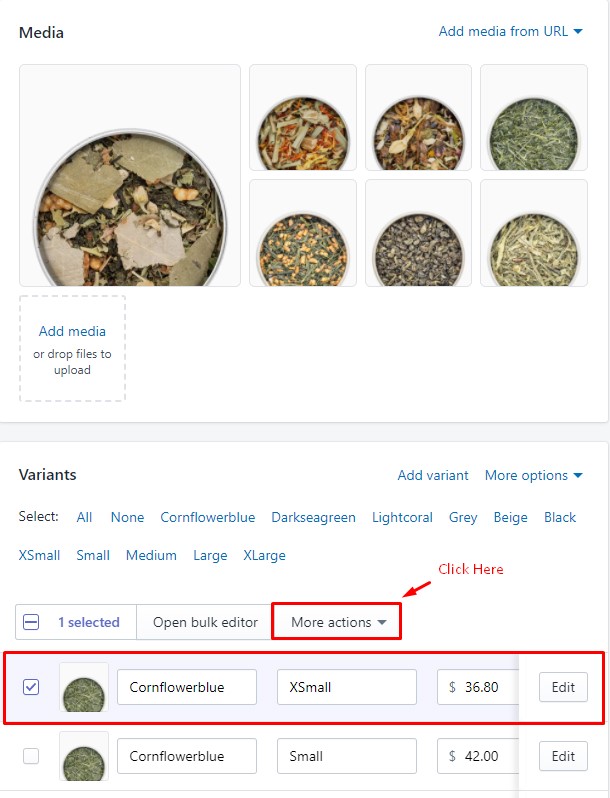 Media
Add media from URL
Add media
or drop files to
upload
Variants
Add variant More options
Select: All None Cornflowerblue Darkseagreen Lightcoral Grey Beige Black
XSmall Small Medium Large XLarge
Click Here
1 selected Open bulk editor More actions
Cornflowerblue XSmall $ 36.80 Edit
Cornflowerblue Small $ 42.00 Edit